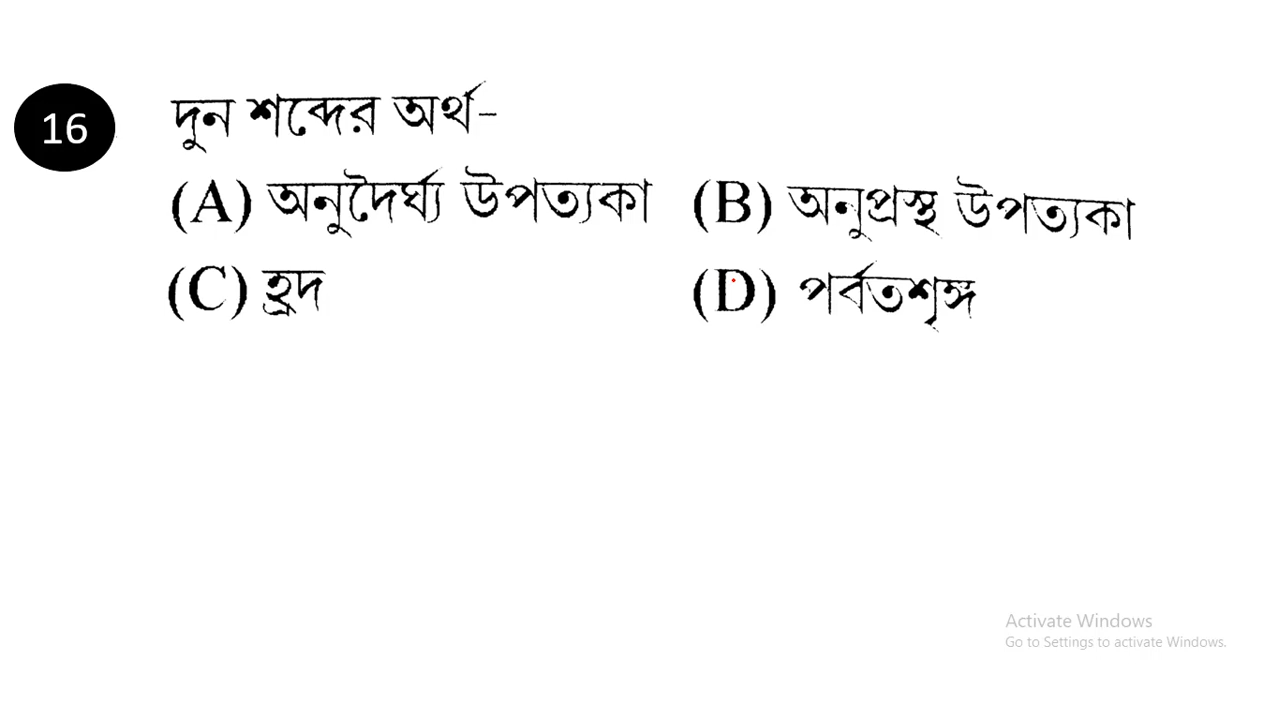 16 দুন শব্দের অর্থ-
(A) অনুদৈর্ঘ্য উপত্যকা (B) অনুপ্রস্থ উপত্যকা
(C) হ্রদ (D) পর্বতশৃঙ্গ
Activate Windows
Go to Settings to activate Windows.